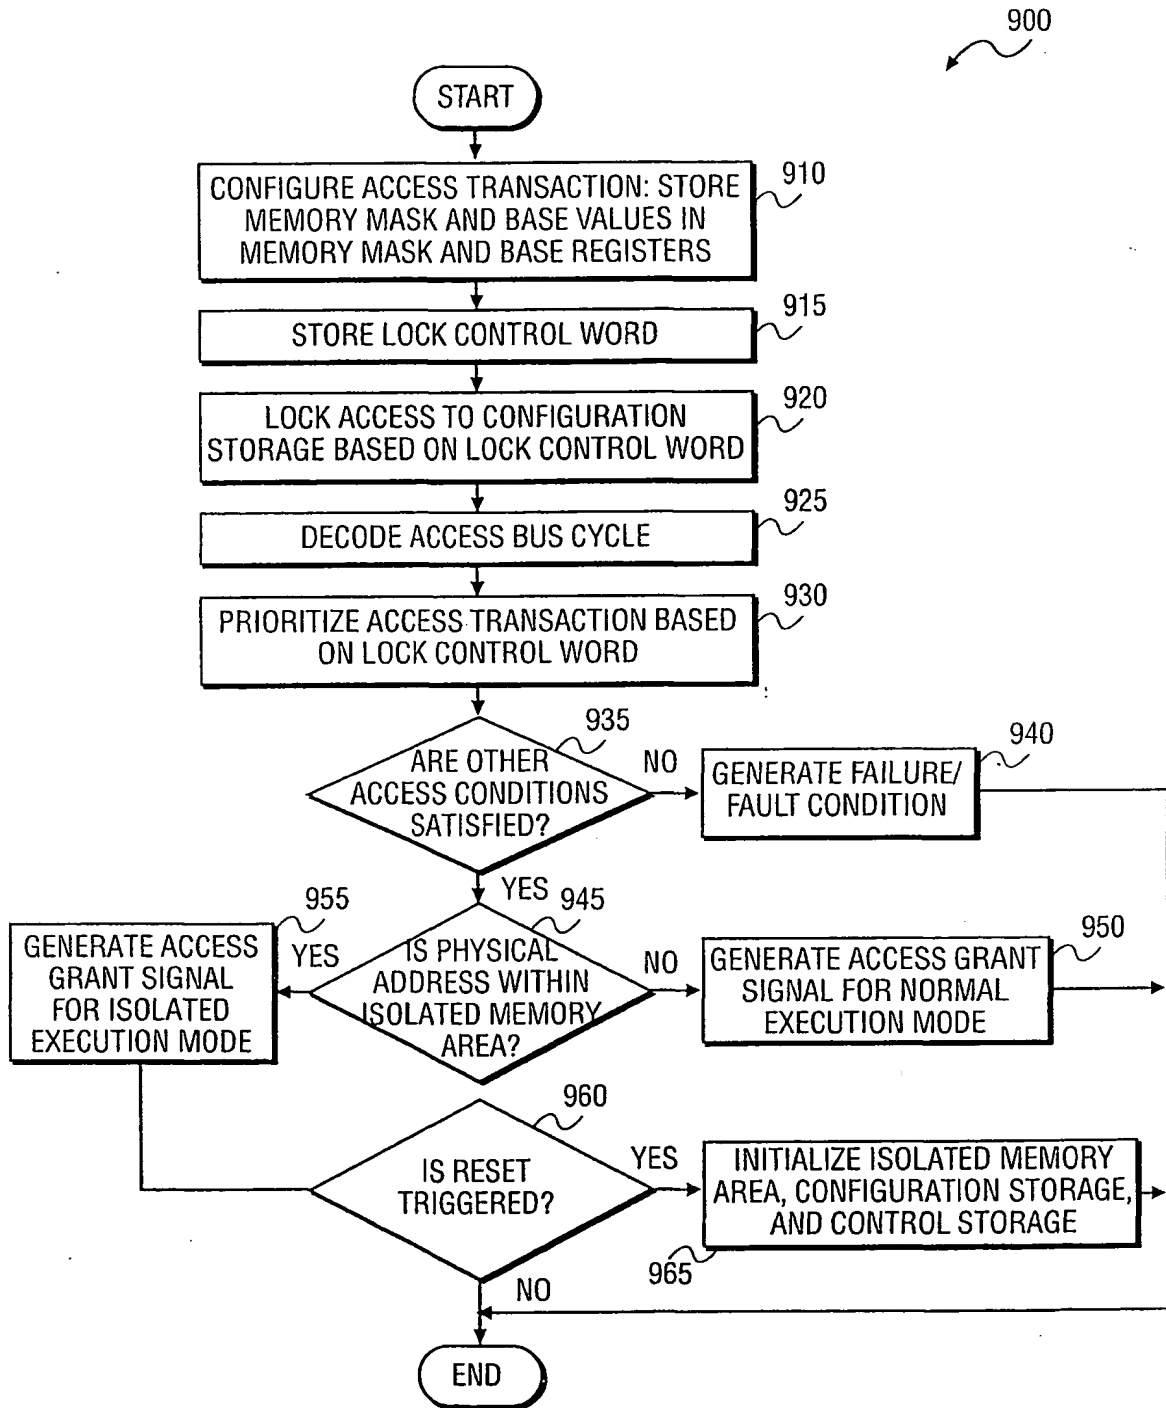 900
START
CONFIGURE ACCESS TRANSACTION: STORE
MEMORY MASK AND BASE VALUES IN
MEMORY MASK AND BASE REGISTERS
910
STORE LOCK CONTROL WORD
915
LOCK ACCESS TO CONFIGURATION
STORAGE BASED ON LOCK CONTROL WORD
920
DECODE ACCESS BUS CYCLE
925
PRIORITIZE ACCESS TRANSACTION BASED
ON LOCK CONTROL WORD
930
ARE OTHER
ACCESS CONDITIONS
SATISFIED?
935
NO
GENERATE FAILURE/
FAULT CONDITION
940
YES
IS PHYSICAL
ADDRESS WITHIN
ISOLATED MEMORY
AREA?
945
NO
GENERATE ACCESS GRANT
SIGNAL FOR NORMAL
EXECUTION MODE
950
YES
GENERATE ACCESS
GRANT SIGNAL
FOR ISOLATED
EXECUTION MODE
955
IS RESET
TRIGGERED?
960
YES
INITIALIZE ISOLATED MEMORY
AREA, CONFIGURATION STORAGE,
AND CONTROL STORAGE
965
NO
END